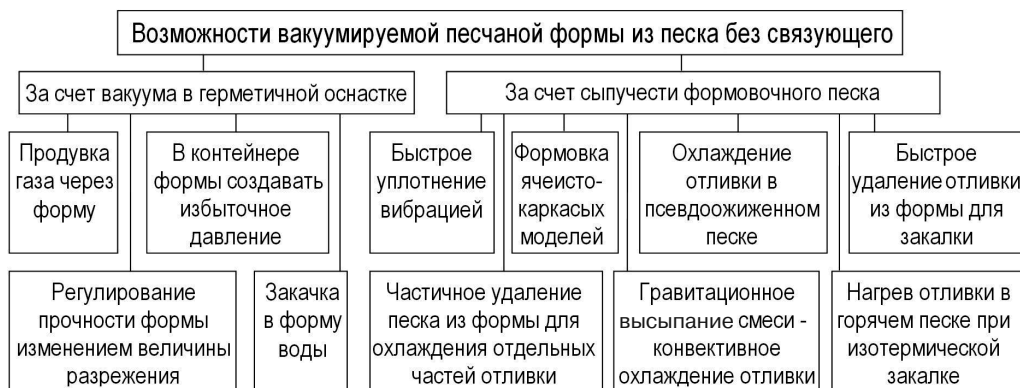 Возможности вакуумируемой песчаной формы из песка без связующего
За счет вакуума в герметичной оснастке
За счет сыпучести формовочного песка
Продувка
газа через
форму
В контейнере
формы создавать
избыточное
давление
Быстрое
уплотнение
вибрацией
Формовка
ячеисто-
каркасых
моделей
Охлаждение
отливки в
псевдоожиженном
песке
Быстрое
удаление отливки
из формы для
закалки
Регулирование
прочности формы
изменением величины
разрежения
Закачка
в форму
воды
Частичное удаление
песка из формы для
охлаждения отдельных
частей отливки
Гравитационное
высыпание смеси -
конвективное
охлаждение отливки
Нагрев отливки в
горячем песке при
изотермической
закалке